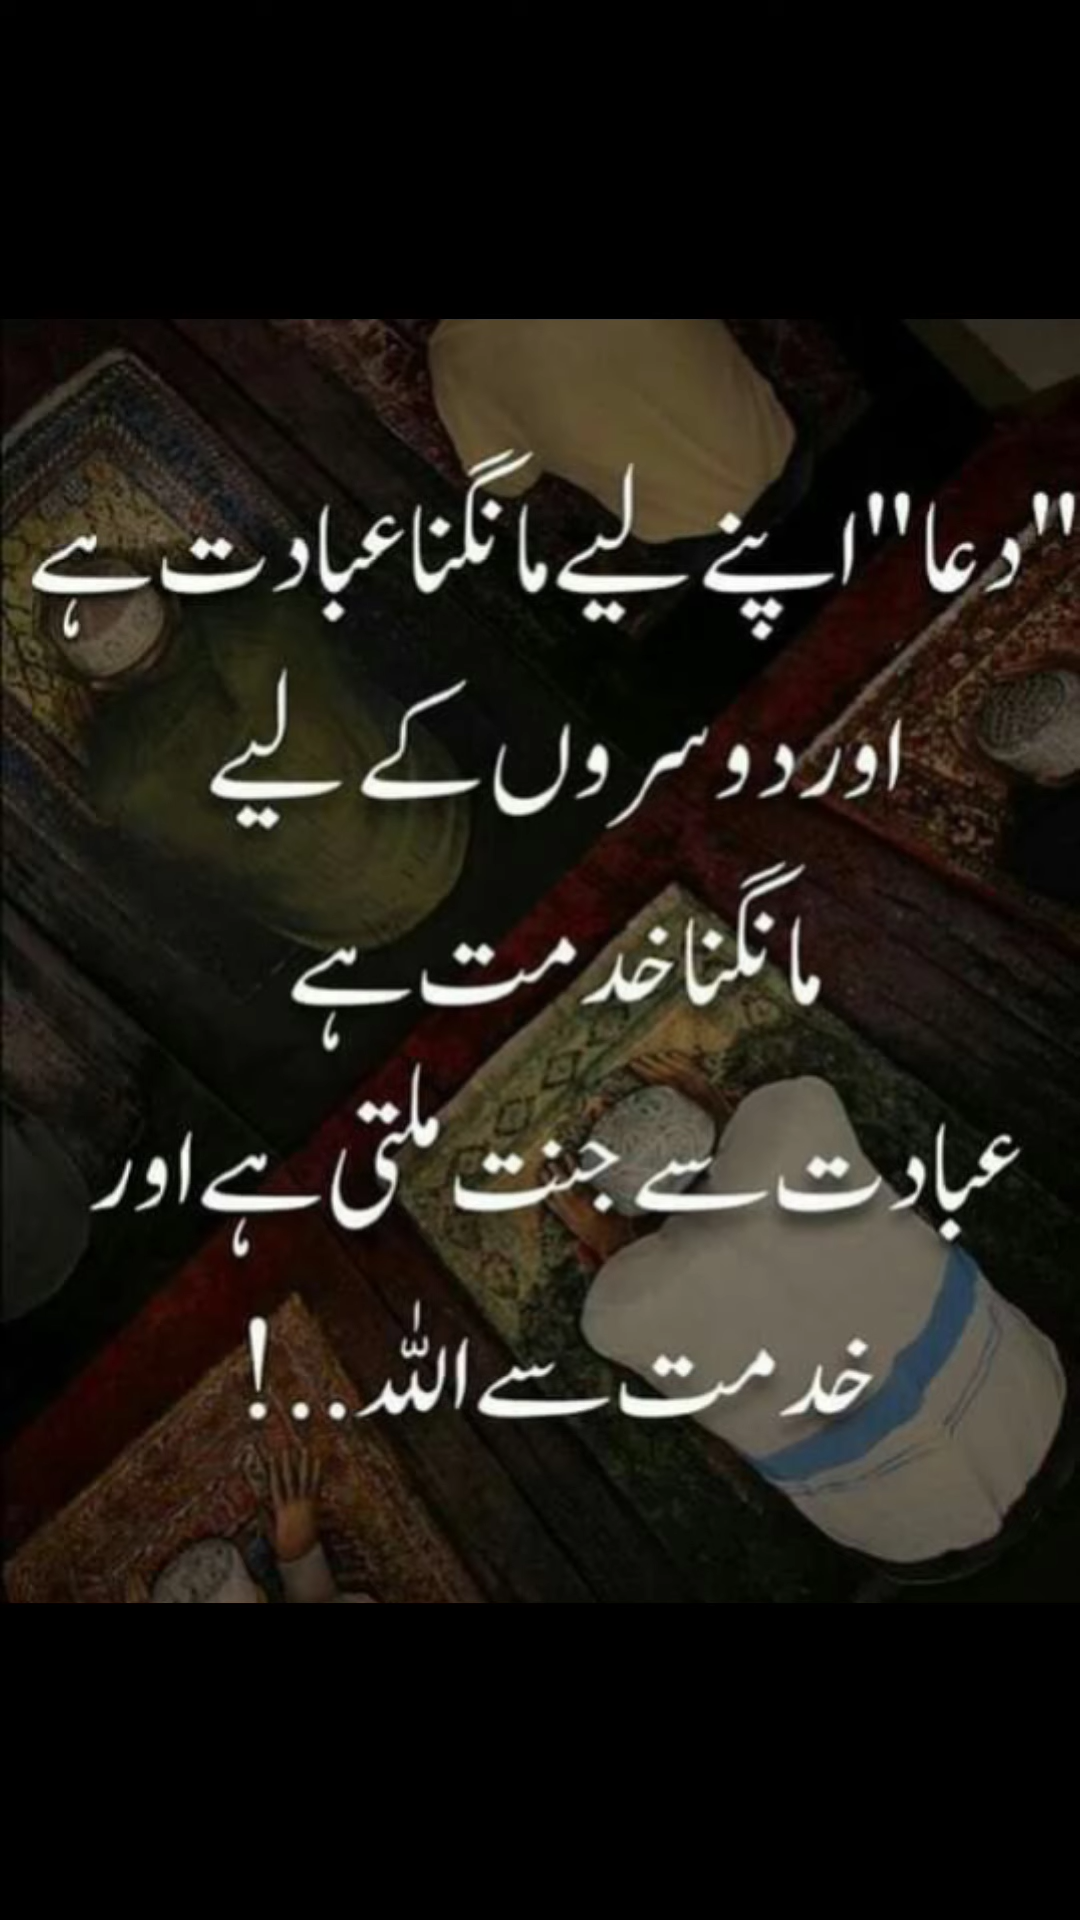 "دعا" اپنے لیے مانگنا عبادت ہے
اور دوسروں کے لیے
مانگنا خدمت ہے
عبادت سے جنت ملتی ہے اور
خدمت سے اللہ...!